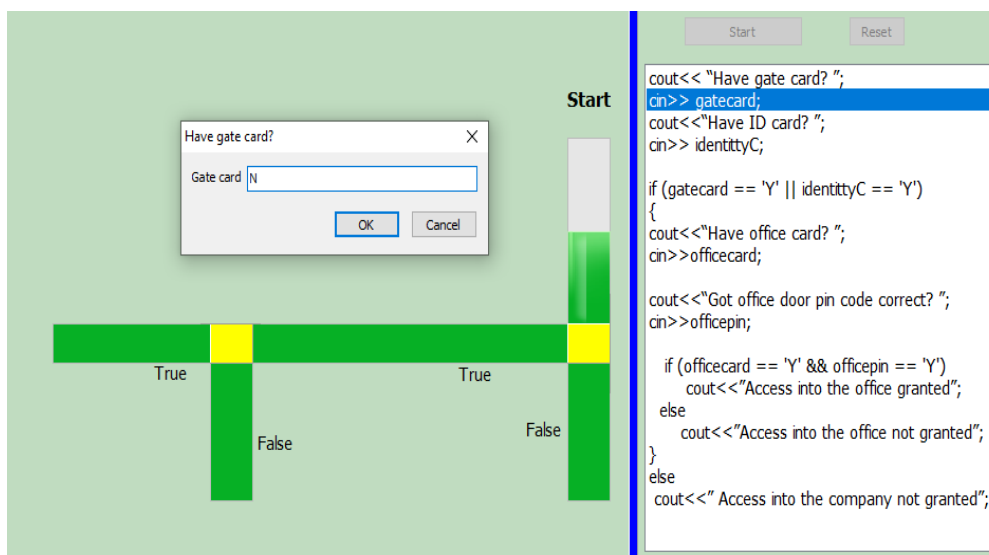 Start
Have gate card?
Gate card N
OK Cancel
True
True
False
False
Start Reset
cout<< “Have gate card? ”;
cin>> gatecard;
cout<<“Have ID card? ”;
cin>> identittyC;
if (gatecard == 'Y' || identittyC == 'Y')
{
cout<<“Have office card? ”;
cin>>officecard;
cout<<“Got office door pin code correct? ”;
cin>>officepin;
if (officecard == 'Y' && officepin == 'Y')
cout<<”Access into the office granted”;
else
cout<<”Access into the office not granted”;
}
else
cout<<” Access into the company not granted”;